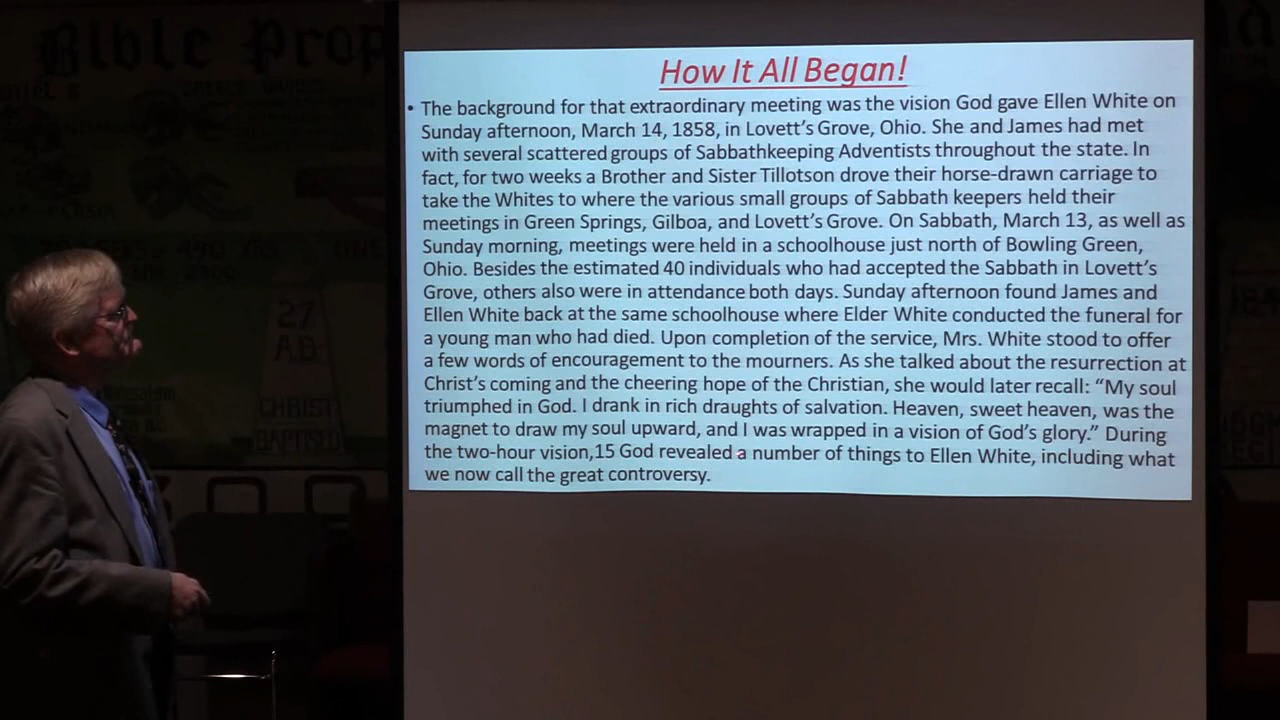 Bible Prop
How It All Began!
• The background for that extraordinary meeting was the vision God gave Ellen White on
Sunday afternoon, March 14, 1858, in Lovett's Grove, Ohio. She and James had met
with several scattered groups of Sabbathkeeping Adventists throughout the state. In
fact, for two weeks a Brother and Sister Tillotson drove their horse-drawn carriage to
take the Whites to where the various small groups of Sabbath keepers held their
meetings in Green Springs, Gilboa, and Lovett's Grove. On Sabbath, March 13, as well as
Sunday morning, meetings were held in a schoolhouse just north of Bowling Green,
Ohio. Besides the estimated 40 individuals who had accepted the Sabbath in Lovett's
Grove, others also were in attendance both days. Sunday afternoon found James and
Ellen White back at the same schoolhouse where Elder White conducted the funeral for
a young man who had died. Upon completion of the service, Mrs. White stood to offer
a few words of encouragement to the mourners. As she talked about the resurrection at
Christ's coming and the cheering hope of the Christian, she would later recall: "My soul
triumphed in God. I drank in rich draughts of salvation. Heaven, sweet heaven, was the
magnet to draw my soul upward, and I was wrapped in a vision of God's glory." During
the two-hour vision,15 God revealed a number of things to Ellen White, including what
we now call the great controversy.
27
A.D.
CHRIST
BAPTISED